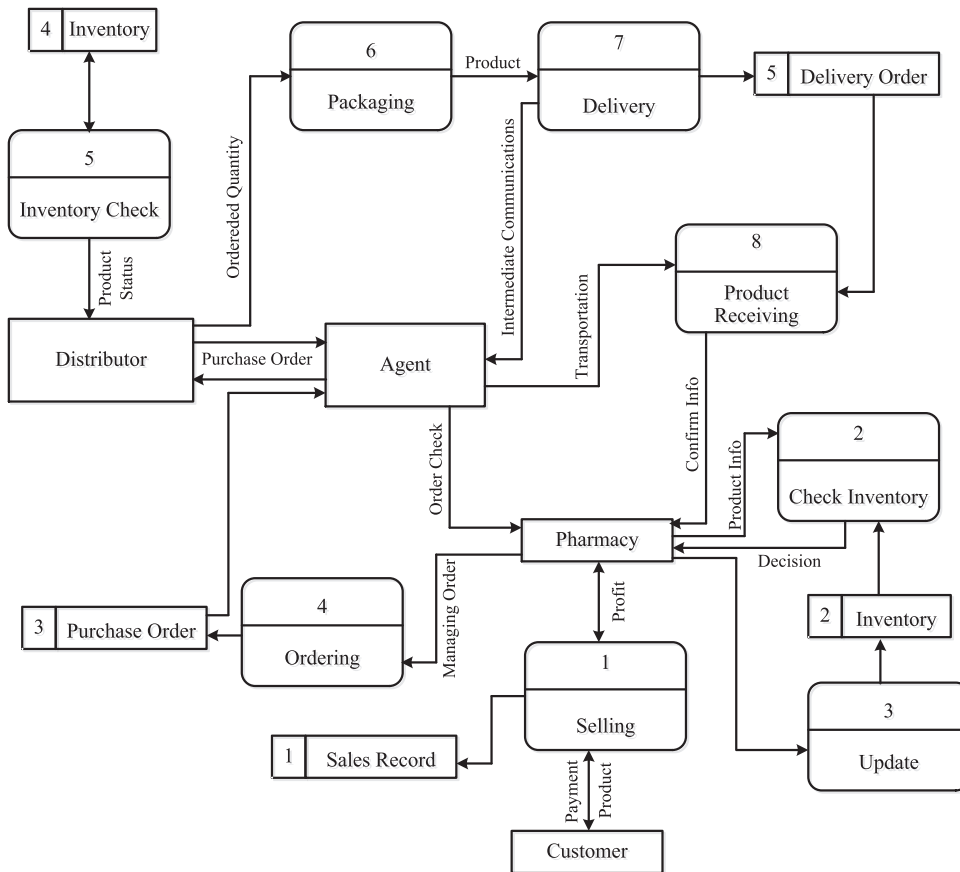 4 Inventory
6
Packaging
Product
7
Delivery
5 Delivery Order
5
Inventory Check
Ordereded Quantity
Intermediate Communications
Product
Status
8
Product
Receiving
Transportation
Distributor
Purchase Order
Agent
Order Check
Confirm Info
Product Info
2
Check Inventory
Pharmacy
Decision
Managing Order
Profit
3 Purchase Order
4
Ordering
2 Inventory
1
Selling
3
Update
1 Sales Record
Payment
Product
Customer